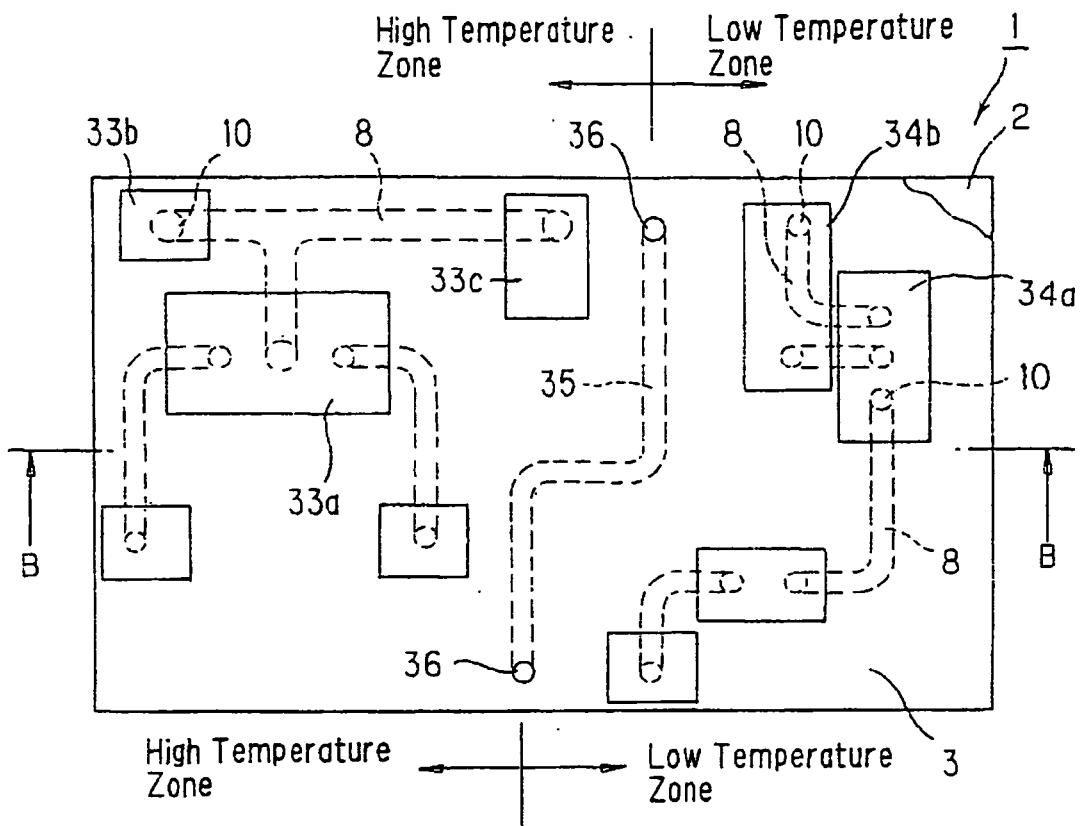 High Temperature
Zone
Low Temperature
Zone
1
33b
10
8
36
8
10
34b
2
33c
34a
35
10
33a
B
8
B
36
High Temperature
Zone
Low Temperature
Zone
3